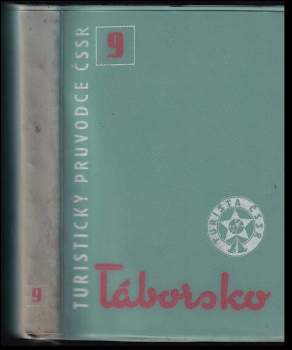 9
TURISTICKÝ PRŮVODCE ČSSR
TURISTA ČSSR
Táborsko
9